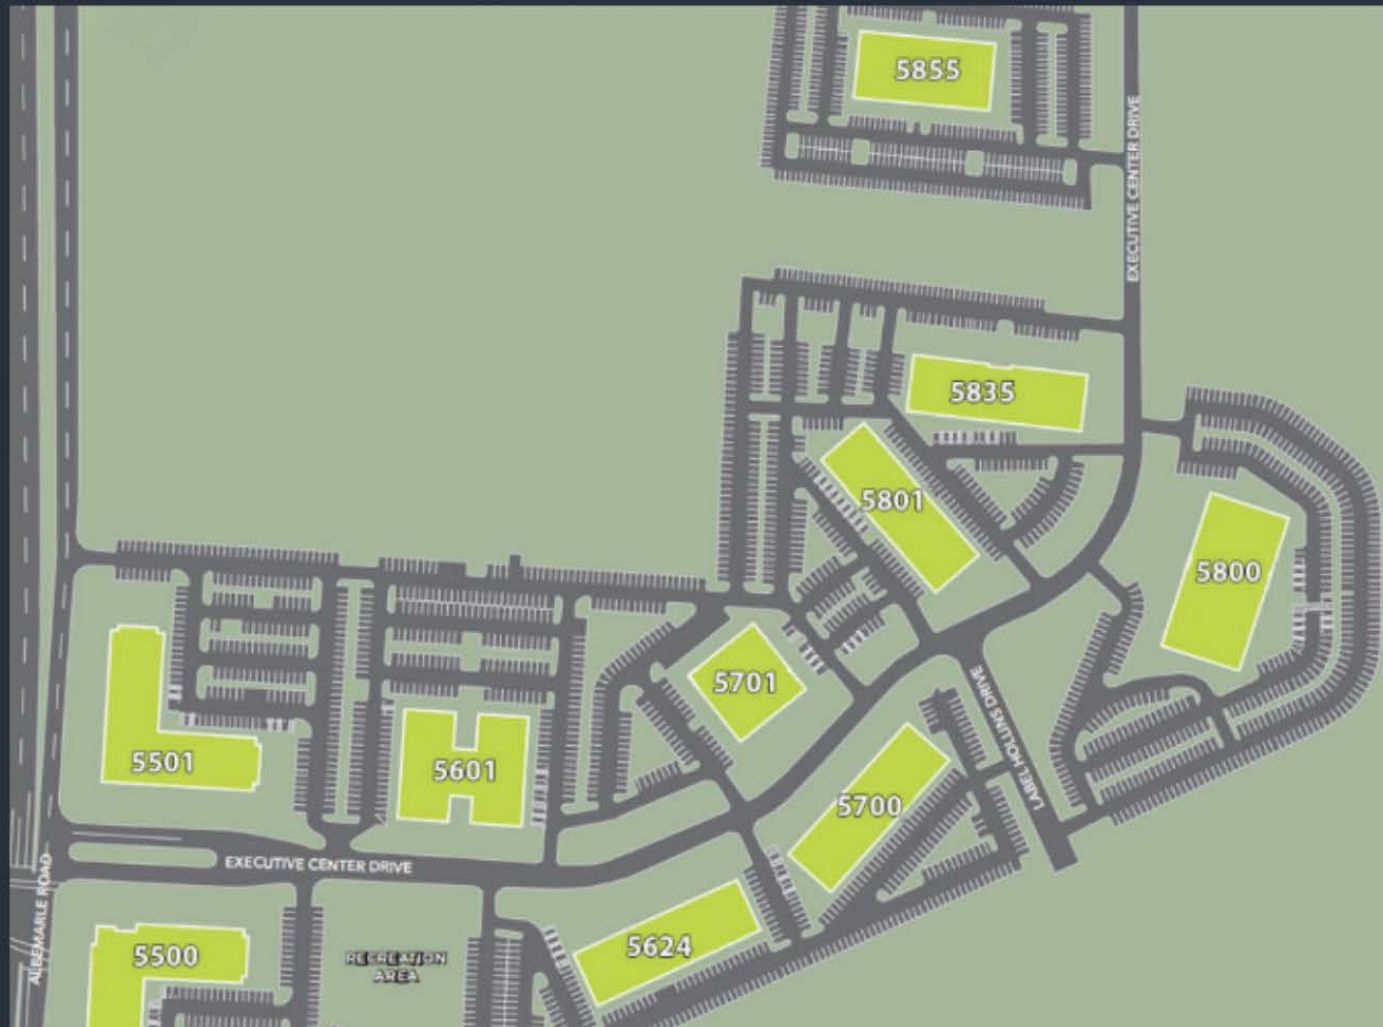 5855
EXECUTIVE CENTER DRIVE
5835
5801
5800
5701
LABEL HOLLINS DRIVE
5501
5601
5700
EXECUTIVE CENTER DRIVE
ALBEMARLE ROAD
5500
RECREATION
AREA
5624